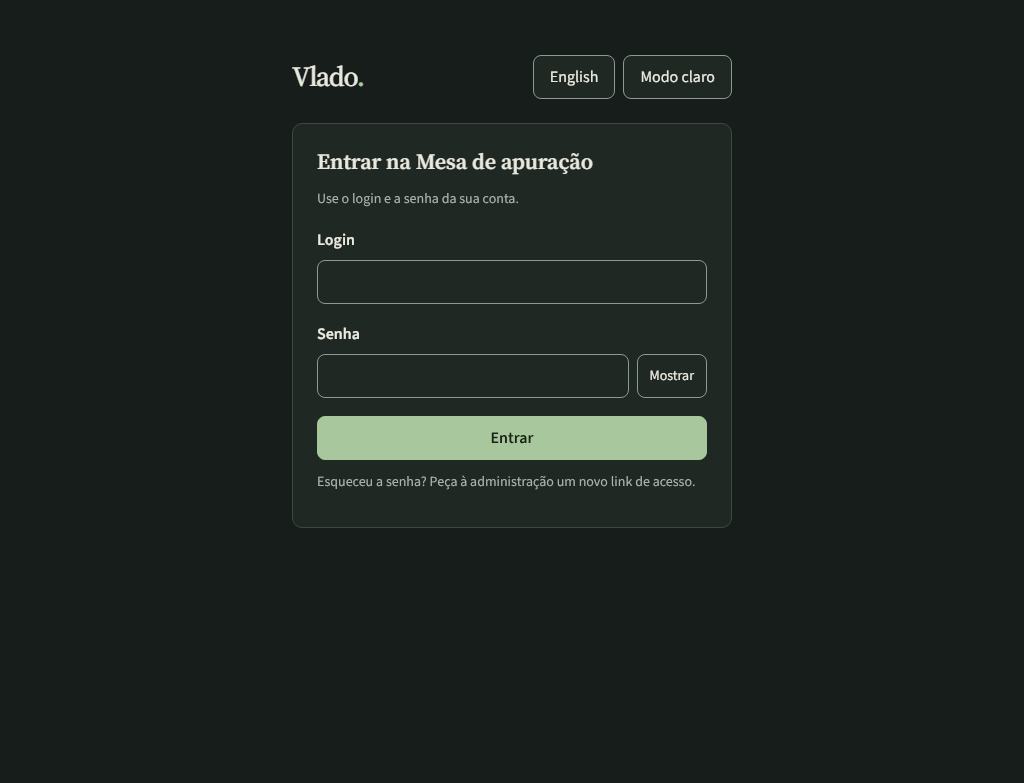 Vlado.
English
Modo claro
Entrar na Mesa de apuração
Use o login e a senha da sua conta.
Login
Senha
Mostrar
Entrar
Esqueceu a senha? Peça à administração um novo link de acesso.